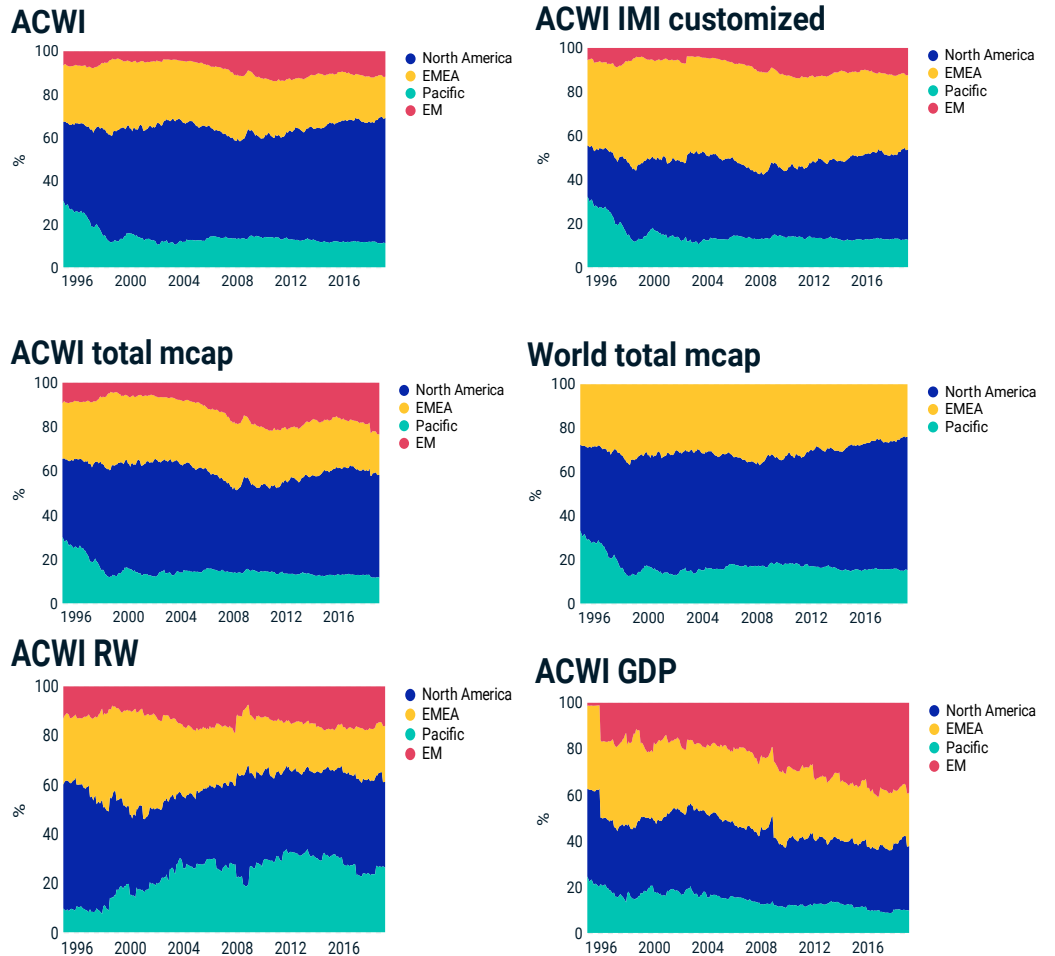 ACWI
100
80
60
40
20
0
%
1996 2000 2004 2008 2012 2016
North America
EMEA
Pacific
EM
ACWI IMI customized
100
80
60
40
20
0
%
1996 2000 2004 2008 2012 2016
North America
EMEA
Pacific
EM
ACWI total mcap
100
80
60
40
20
0
%
1996 2000 2004 2008 2012 2016
North America
EMEA
Pacific
EM
World total mcap
100
80
60
40
20
0
%
1996 2000 2004 2008 2012 2016
North America
EMEA
Pacific
ACWI RW
100
80
60
40
20
0
%
1996 2000 2004 2008 2012 2016
North America
EMEA
Pacific
EM
ACWI GDP
100
80
60
40
20
0
%
1996 2000 2004 2008 2012 2016
North America
EMEA
Pacific
EM